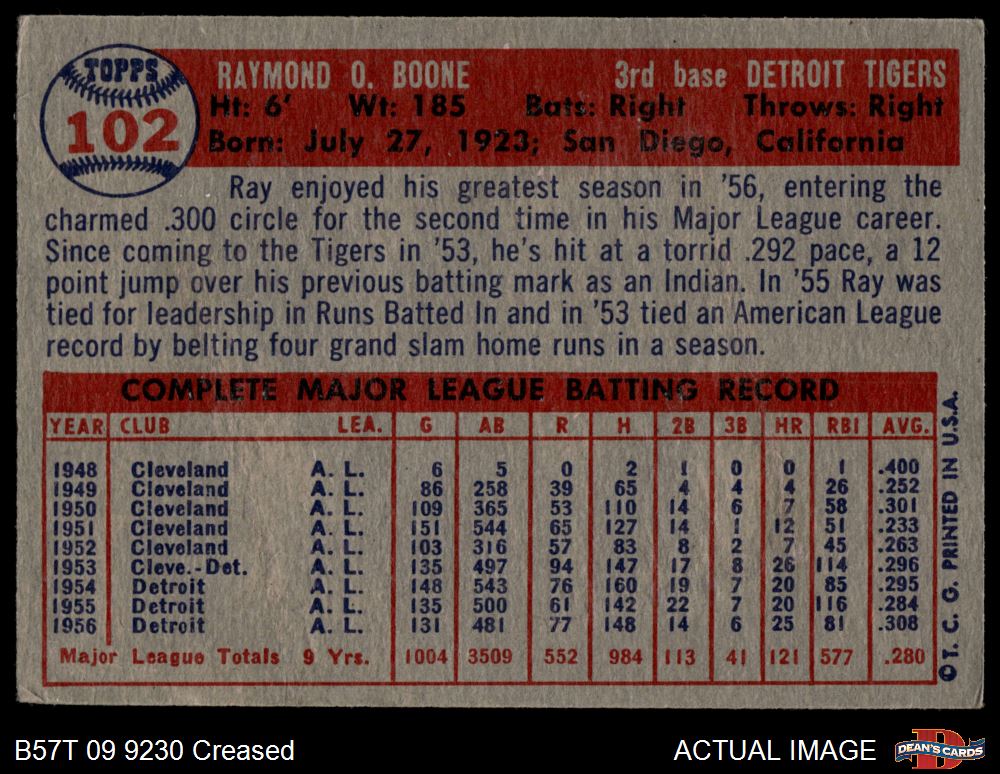 TOPPS
102
RAYMOND O. BOONE 3rd base DETROIT TIGERS
Ht: 6' Wt: 185 Bats: Right Throws: Right
Born: July 27, 1923; San Diego, California
Ray enjoyed his greatest season in '56, entering the
charmed .300 circle for the second time in his Major League career.
Since coming to the Tigers in '53, he's hit at a torrid .292 pace, a 12
point jump over his previous batting mark as an Indian. In '55 Ray was
tied for leadership in Runs Batted In and in '53 tied an American League
record by belting four grand slam home runs in a season.
COMPLETE MAJOR LEAGUE BATTING RECORD
YEAR CLUB LEA. G AB R H 2B 3B HR RBI AVG.
1948 Cleveland A. L. 6 5 0 2 1 0 0 1 .400
1949 Cleveland A. L. 86 258 39 65 4 4 4 26 .252
1950 Cleveland A. L. 109 365 53 110 14 6 7 58 .301
1951 Cleveland A. L. 151 544 65 127 14 1 12 51 .233
1952 Cleveland A. L. 103 316 57 83 8 2 7 45 .263
1953 Cleve.-Det. A. L. 135 497 94 147 17 8 26 114 .296
1954 Detroit A. L. 148 543 76 160 19 7 20 85 .295
1955 Detroit A. L. 135 500 61 142 22 7 20 116 .284
1956 Detroit A. L. 131 481 77 148 14 6 25 81 .308
Major League Totals 9 Yrs. 1004 3509 552 984 113 41 121 577 .280
© T. C. G. PRINTED IN U.S.A.
B57T 09 9230 Creased
ACTUAL IMAGE
DEAN'S CARDS